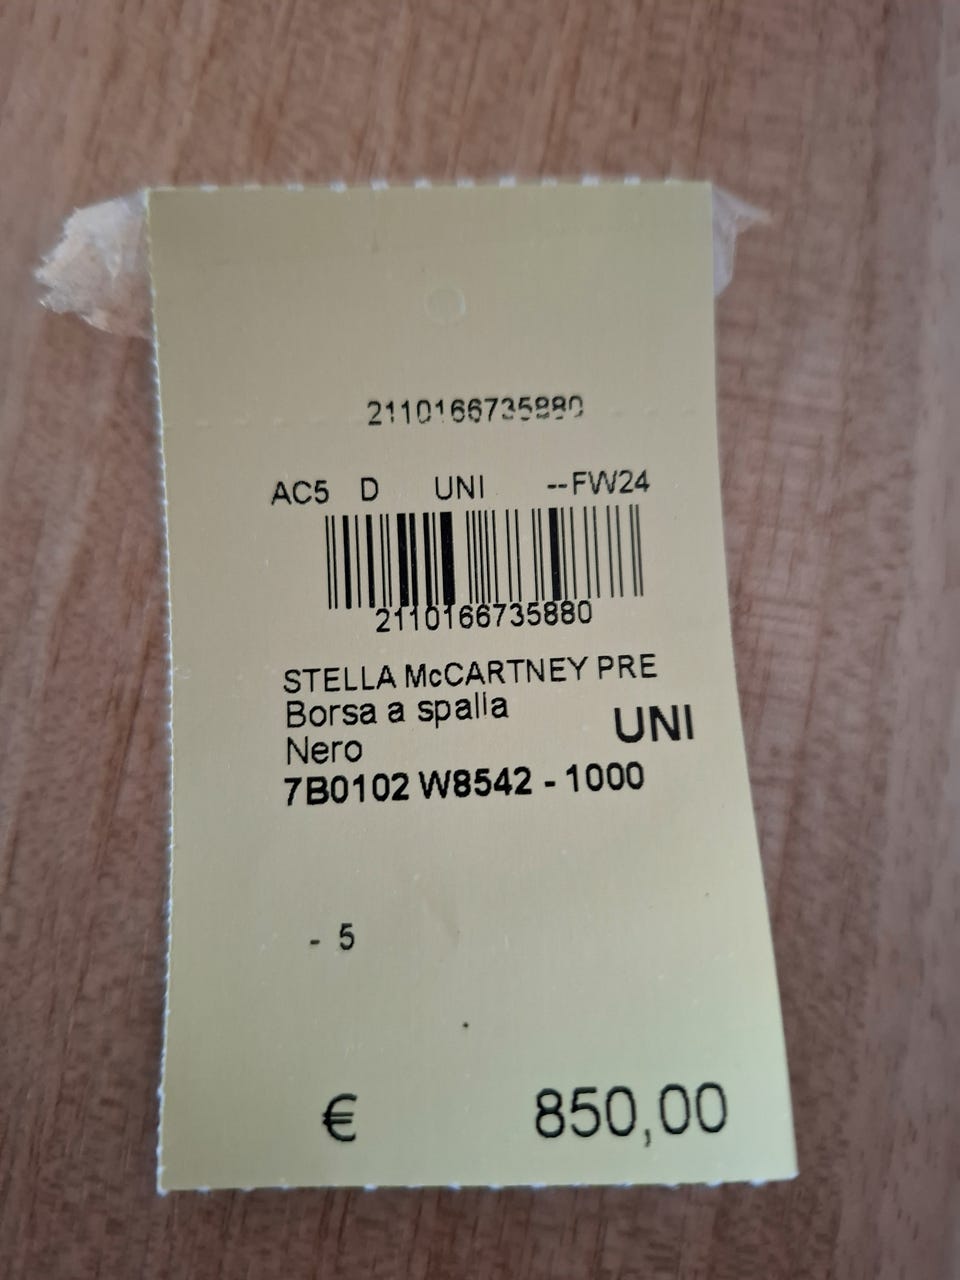 2110166735880
AC5 D UNI --FW24
2110166735880
STELLA McCARTNEY PRE
Borsa a spalla
UNI
Nero
7B0102 W8542 - 1000
- 5
€ 850,00